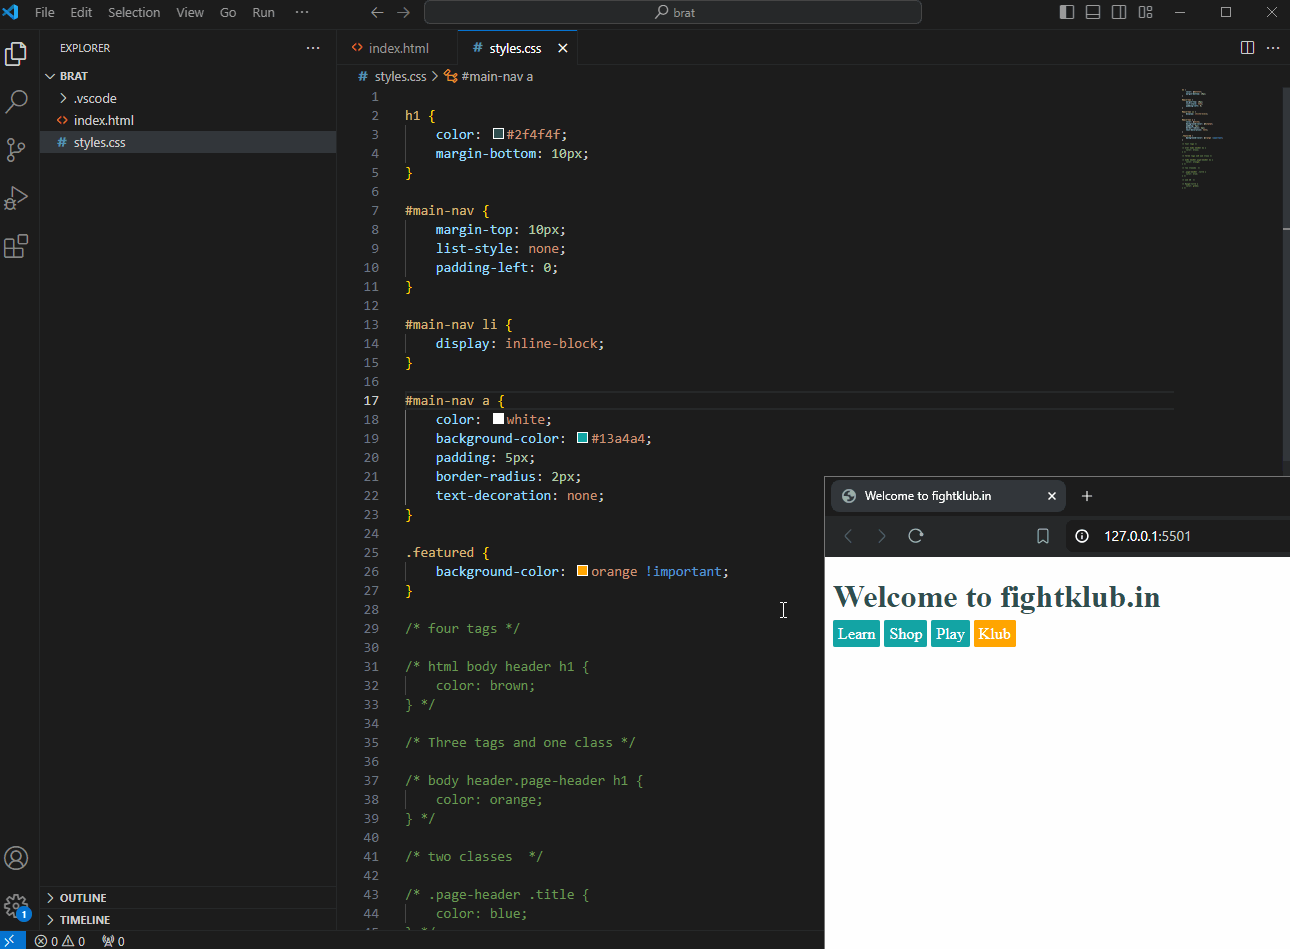 File Edit Selection View Go Run ··· brat
EXPLORER ···
BRAT
.vscode
index.html
styles.css
index.html
styles.css
styles.css > #main-nav a
1
2 h1 {
3 color: #2f4f4f;
4 margin-bottom: 10px;
5 }
6
7 #main-nav {
8 margin-top: 10px;
9 list-style: none;
10 padding-left: 0;
11 }
12
13 #main-nav li {
14 display: inline-block;
15 }
16
17 #main-nav a {
18 color: white;
19 background-color: #13a4a4;
20 padding: 5px;
21 border-radius: 2px;
22 text-decoration: none;
23 }
24
25 .featured {
26 background-color: orange !important;
27 }
28
29 /* four tags */
30
31 /* html body header h1 {
32 color: brown;
33 } */
34
35 /* Three tags and one class */
36
37 /* body header.page-header h1 {
38 color: orange;
39 } */
40
41 /* two classes  */
42
43 /* .page-header .title {
44 color: blue;
Welcome to fightklub.in
127.0.0.1:5501
Welcome to fightklub.in
Learn Shop Play Klub
OUTLINE
TIMELINE
1
0 0 0